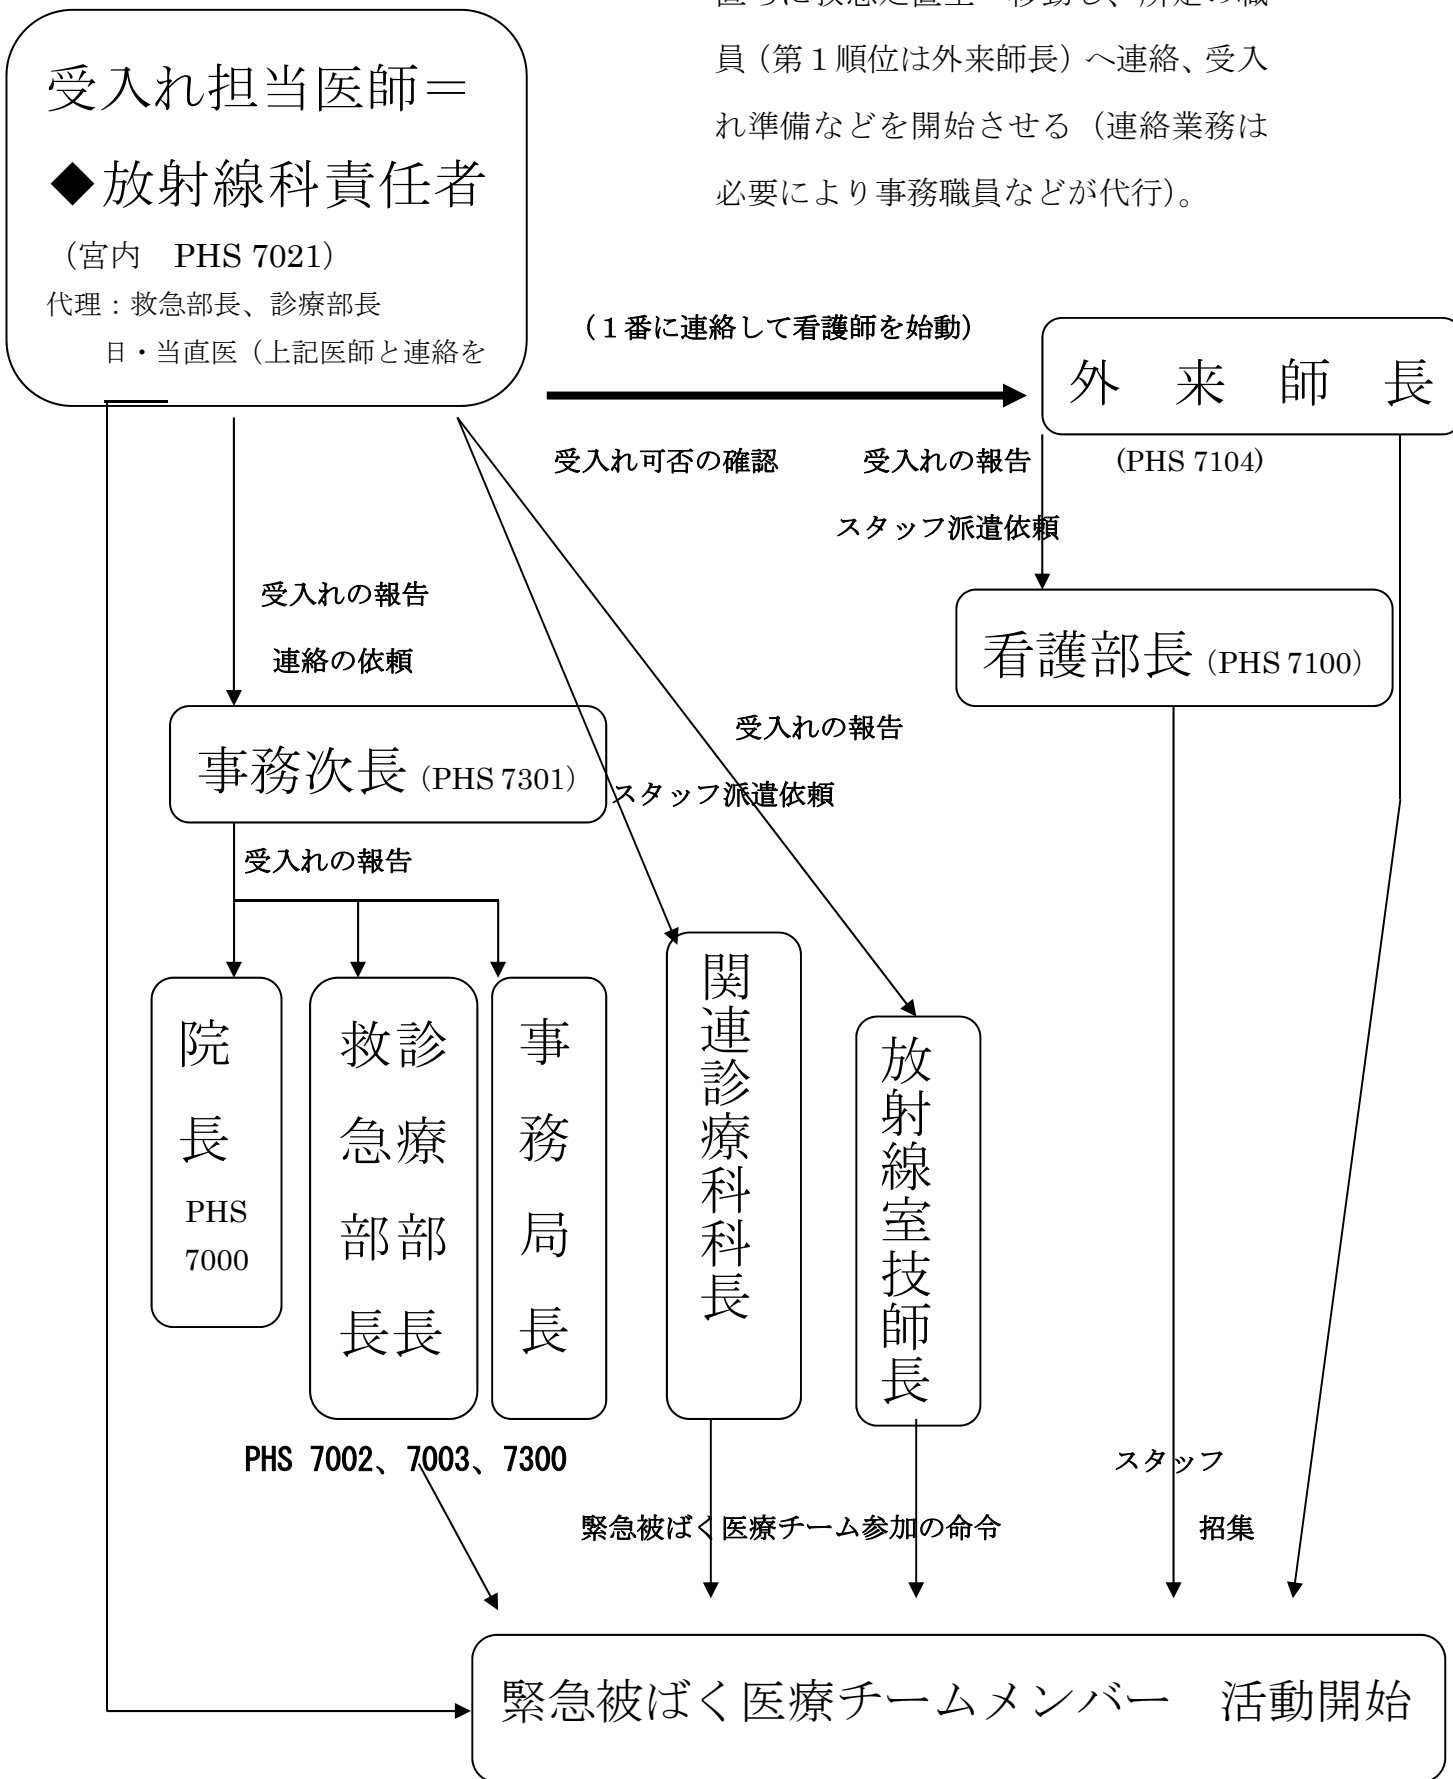 受入れ担当医師＝
◆放射線科責任者
（宮内　PHS 7021）
代理：救急部長、診療部長
日・当直医（上記医師と連絡を
員（第１順位は外来師長）へ連絡、受入
れ準備などを開始させる（連絡業務は
必要により事務職員などが代行）。
（１番に連絡して看護師を始動）
外　来　師　長
(PHS 7104)
受入れ可否の確認
受入れの報告
スタッフ派遣依頼
看護部長（PHS 7100）
受入れの報告
連絡の依頼
事務次長（PHS 7301）
受入れの報告
スタッフ派遣依頼
受入れの報告
院長
PHS
7000
診療部長
救急部長
事務局長
関連診療科科長
放射線室技師長
PHS 7002、7003、7300
スタッフ
招集
緊急被ばく医療チーム参加の命令
緊急被ばく医療チームメンバー　活動開始